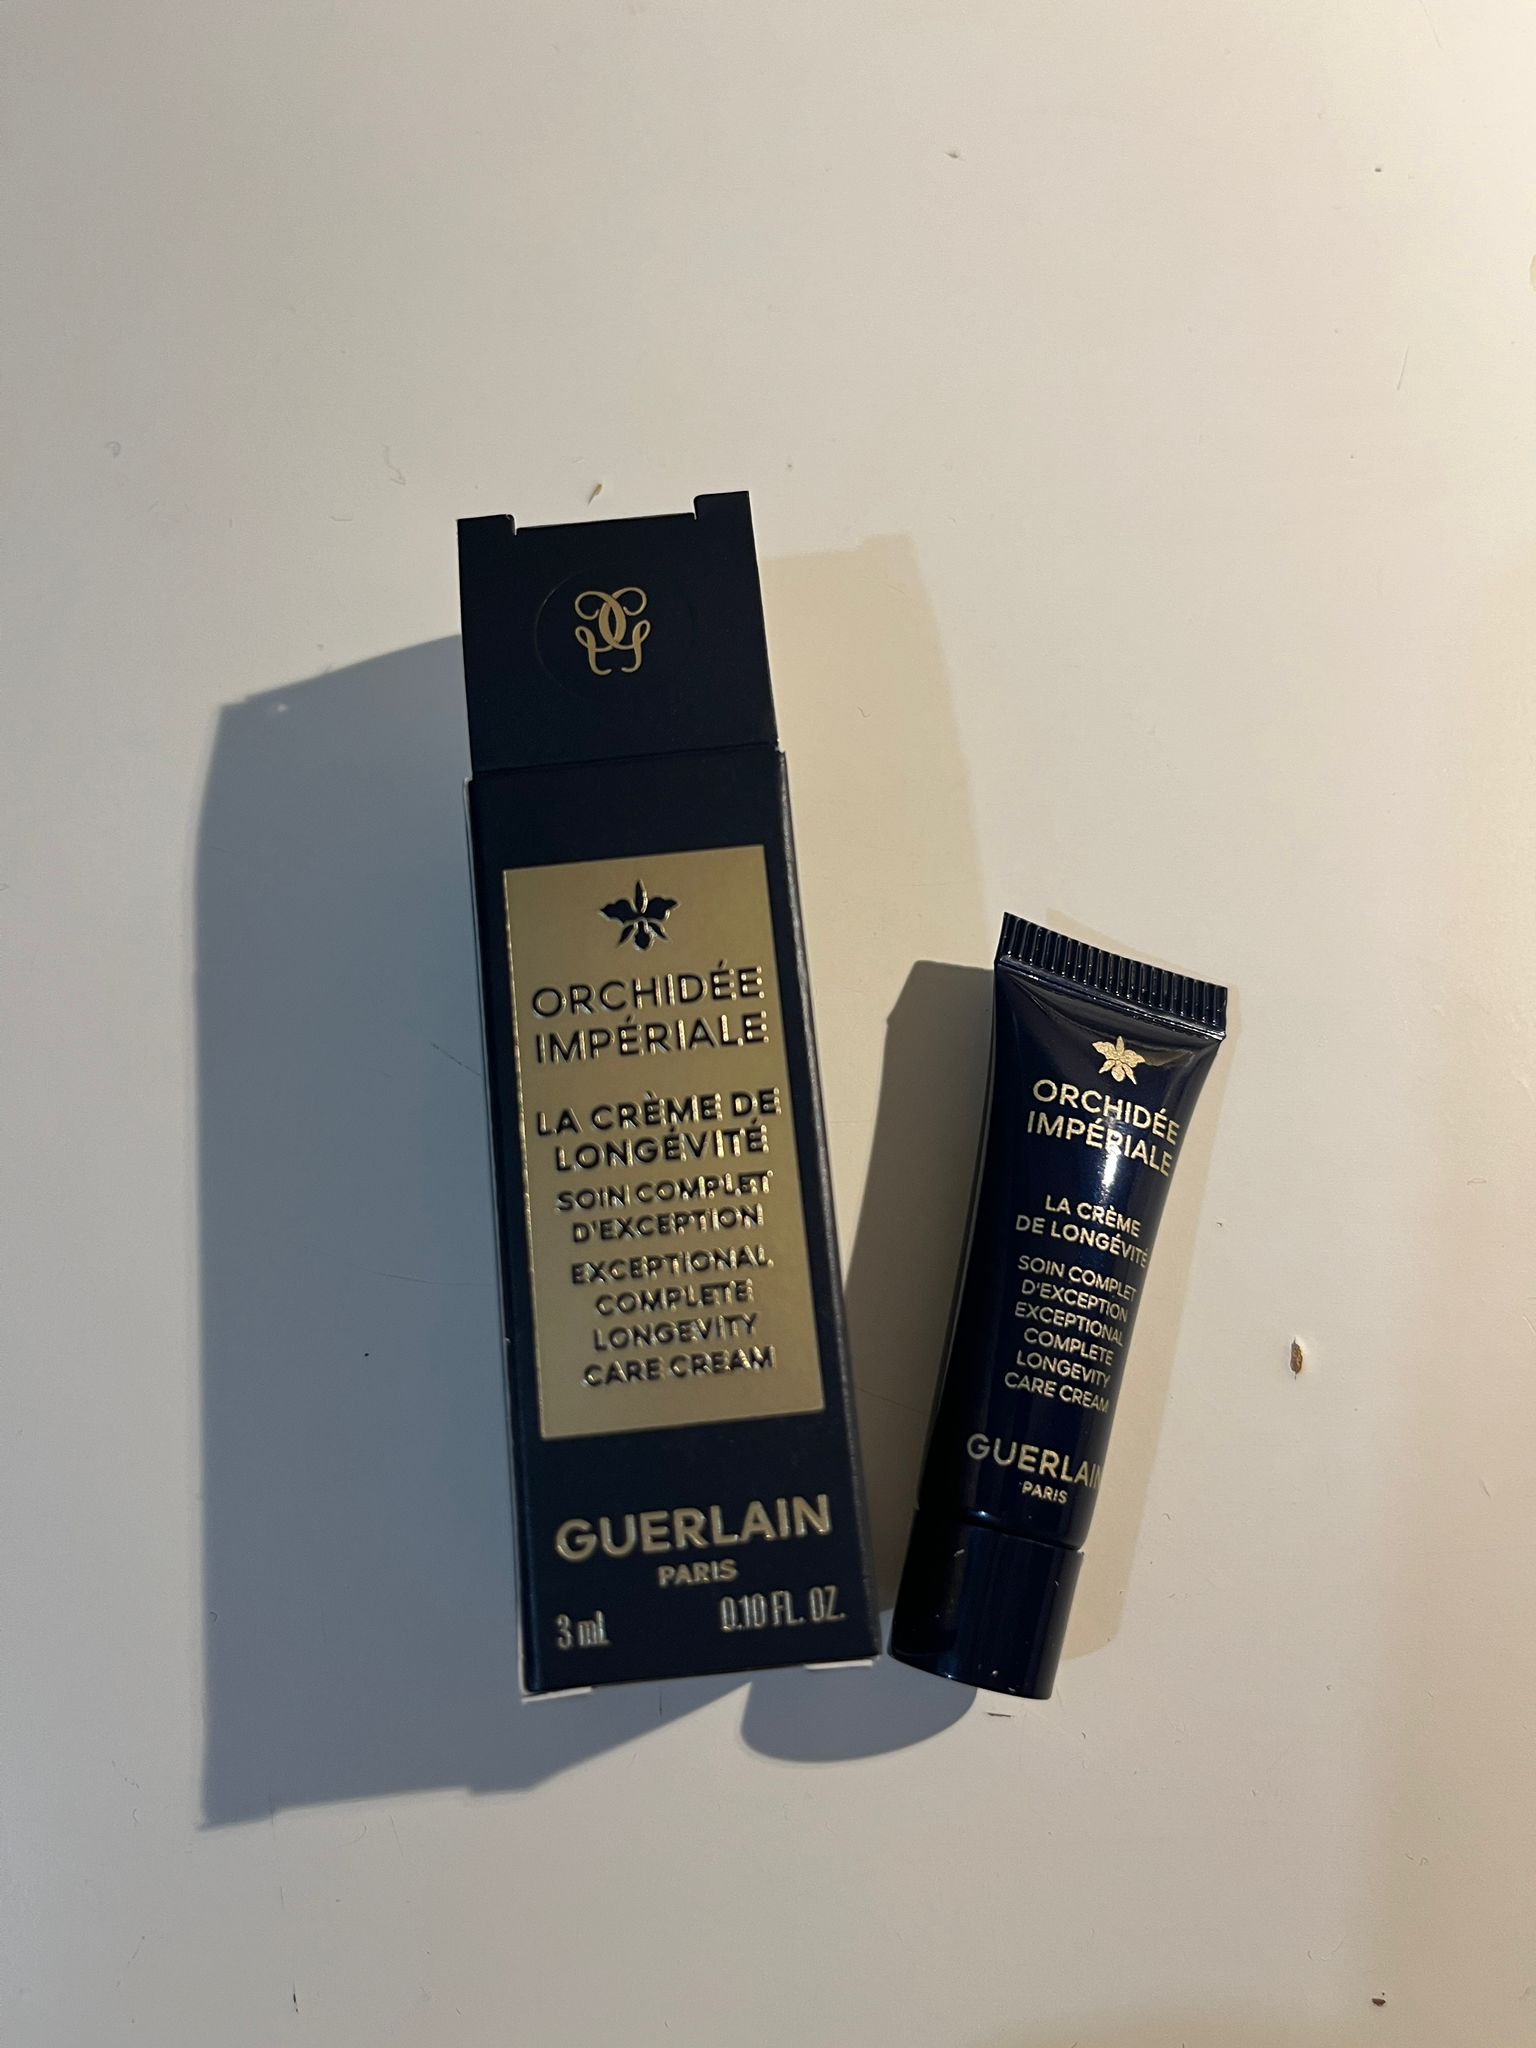 ORCHIDÉE
IMPÉRIALE
LA CRÈME DE
LONGÉVITÉ
SOIN COMPLET
D'EXCEPTION
EXCEPTIONAL
COMPLETE
LONGEVITY
CARE CREAM
GUERLAIN
PARIS
3 mL 0.10 FL. OZ.
ORCHIDÉE
IMPÉRIALE
LA CRÈME
DE LONGÉVITÉ
SOIN COMPLET
D'EXCEPTION
EXCEPTIONAL
COMPLETE
LONGEVITY
CARE CREAM
GUERLAIN
PARIS